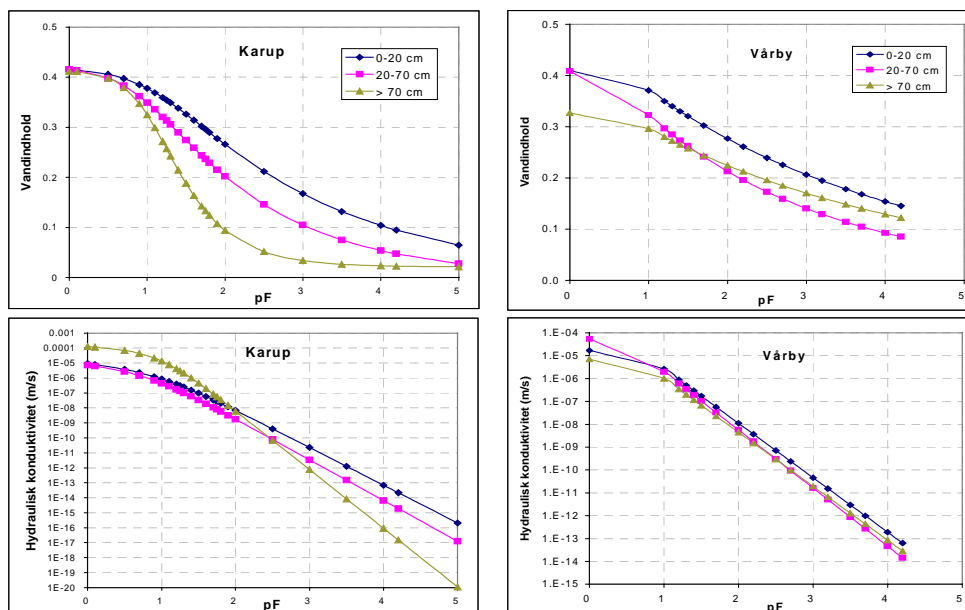 Karup
0-20 cm
20-70 cm
> 70 cm
0.5
0.4
0.3
0.2
0.1
0
Vandindhold
0 1 2 3 4 5
pF
Vårby
0-20 cm
20-70 cm
> 70 cm
0.5
0.4
0.3
0.2
0.1
0.0
Vandindhold
0 1 2 3 4 5
pF
Karup
0.001
0.0001
1E-05
1E-06
1E-07
1E-08
1E-09
1E-10
1E-11
1E-12
1E-13
1E-14
1E-15
1E-16
1E-17
1E-18
1E-19
1E-20
Hydraulisk konduktivitet (m/s)
0 1 2 3 4 5
pF
Vårby
1.E-04
1.E-05
1.E-06
1.E-07
1.E-08
1.E-09
1.E-10
1.E-11
1.E-12
1.E-13
1.E-14
1.E-15
Hydraulisk konduktivitet (m/s)
0 1 2 3 4 5
pF